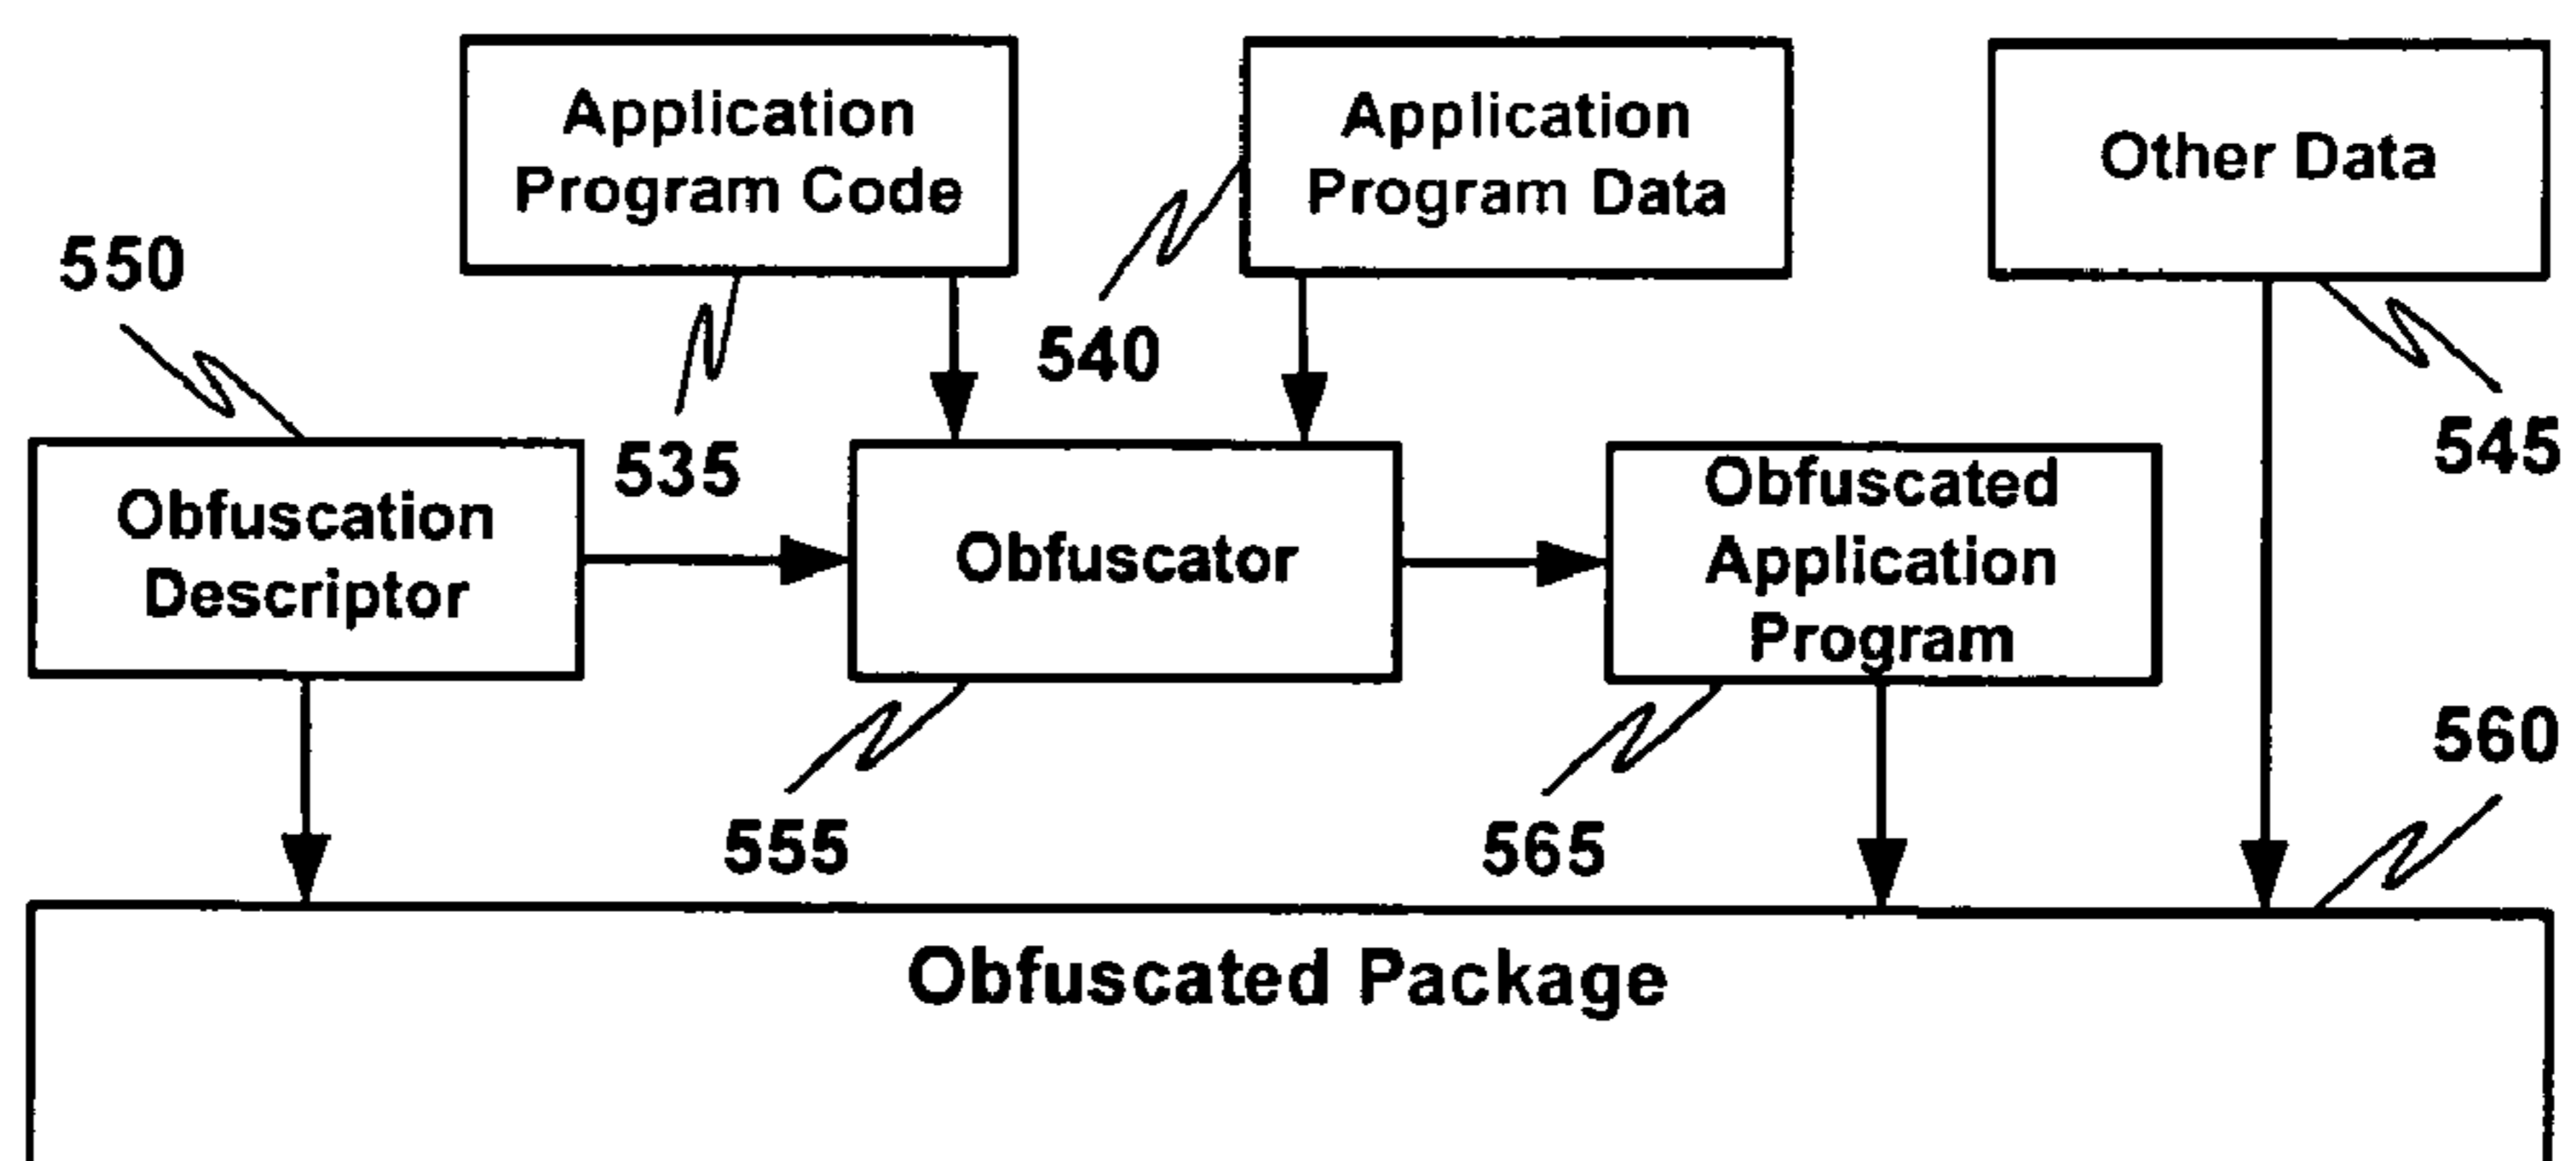 Application
Program Code
Application
Program Data
Other Data
550
535
540
545
Obfuscation
Descriptor
Obfuscator
Obfuscated
Application
Program
555
565
560
Obfuscated Package